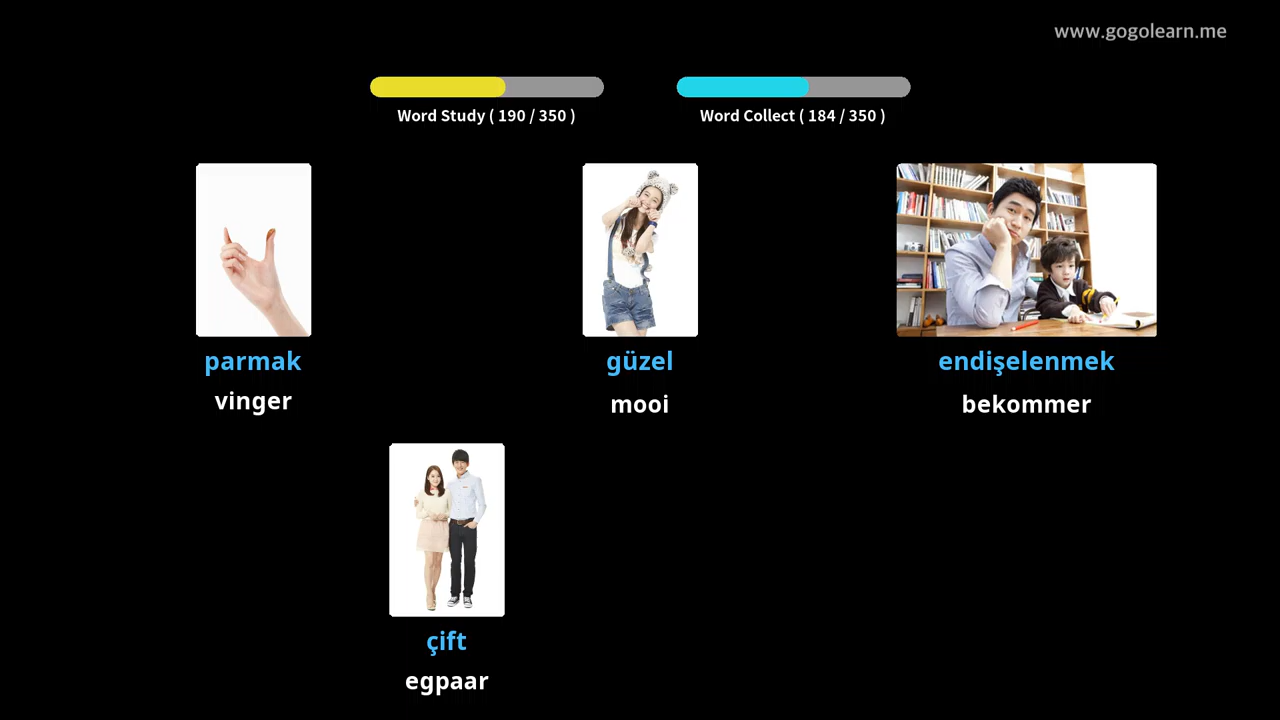 www.gogolearn.me
Word Study ( 190 / 350 )
Word Collect ( 184 / 350 )
parmak
vinger
güzel
mooi
endişelenmek
bekommer
çift
egpaar